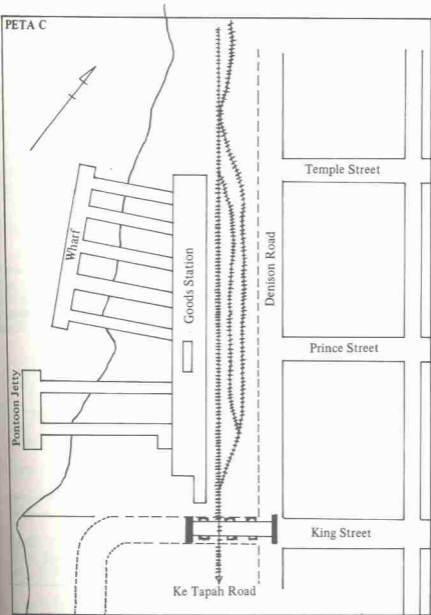 PETA C
Temple Street
Wharf
Goods Station
Denison Road
Prince Street
Pontoon Jetty
King Street
Ke Tapah Road